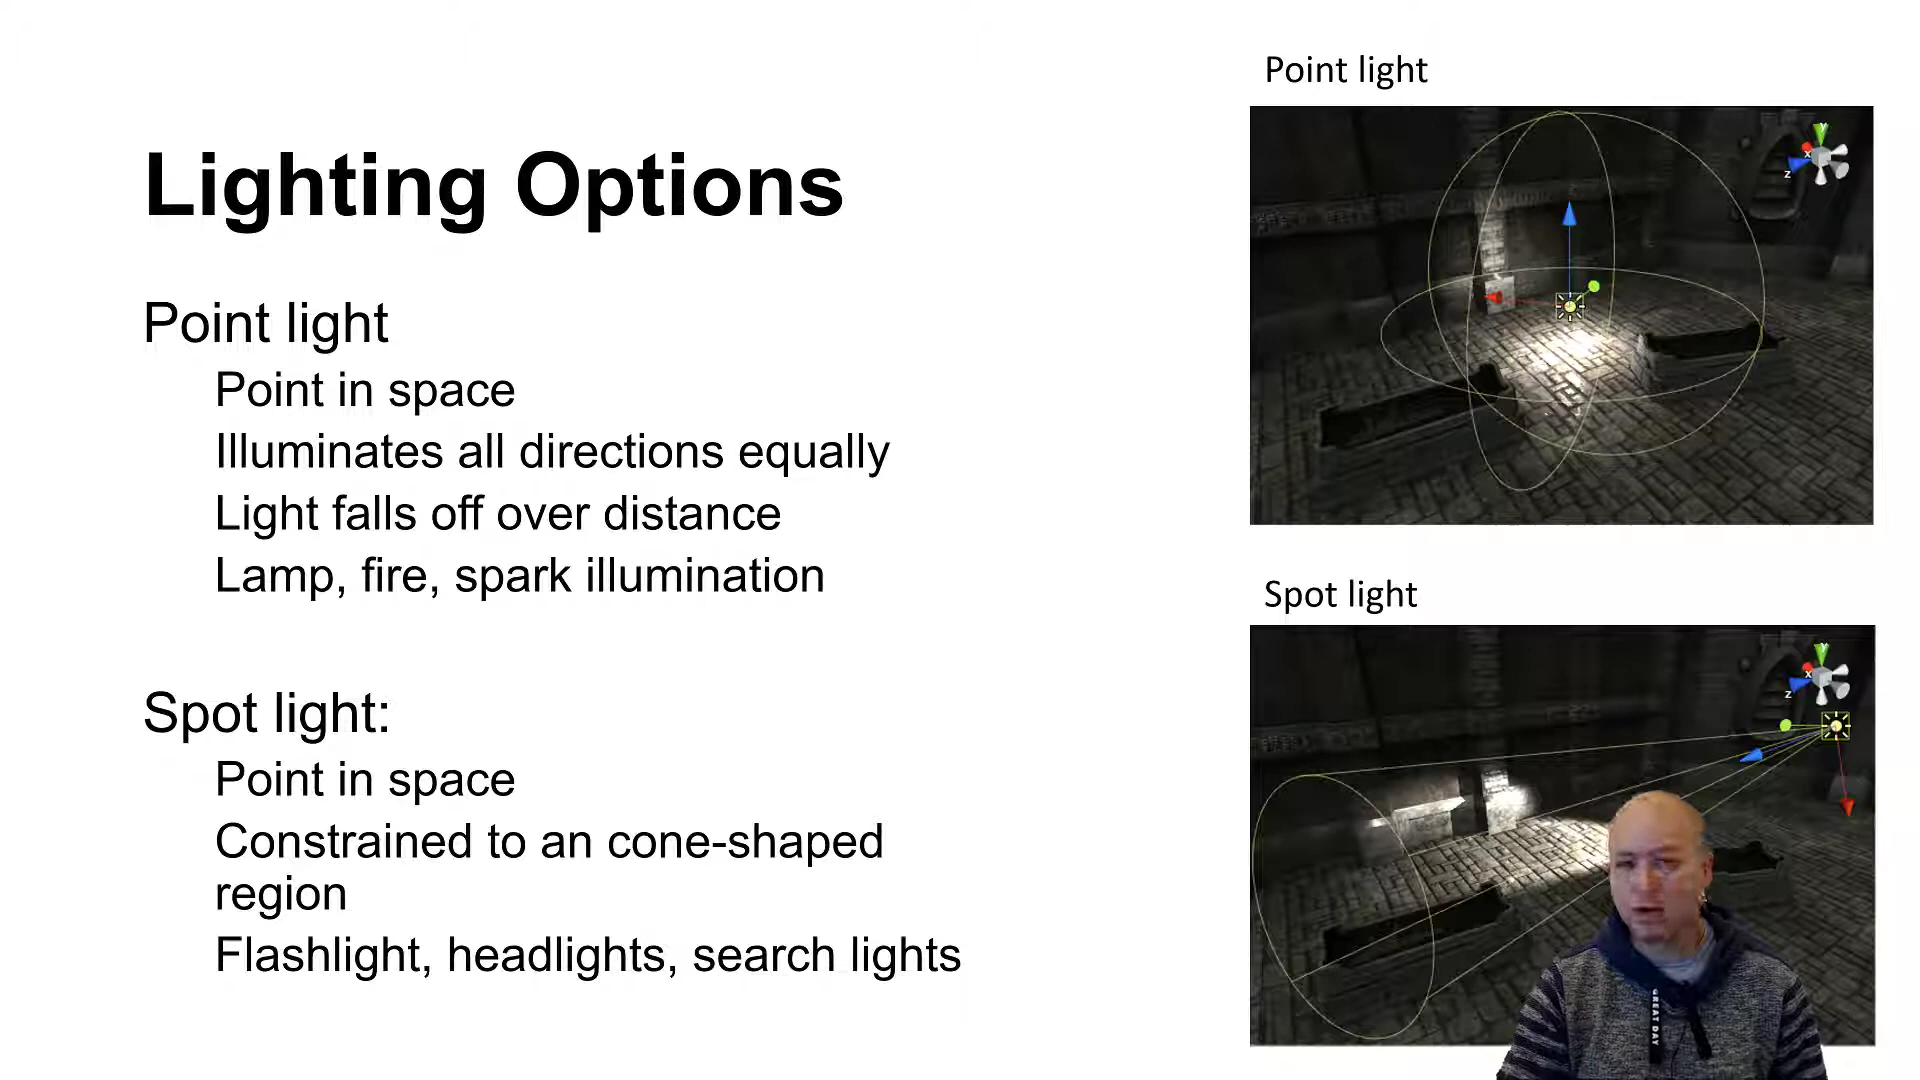 Point light
Lighting Options
Point light
Point in space
Illuminates all directions equally
Light falls off over distance
Lamp, fire, spark illumination
Spot light:
Point in space
Constrained to an cone-shaped
region
Flashlight, headlights, search lights
y
x
z
Spot light
y
x
z
GREAT DAY